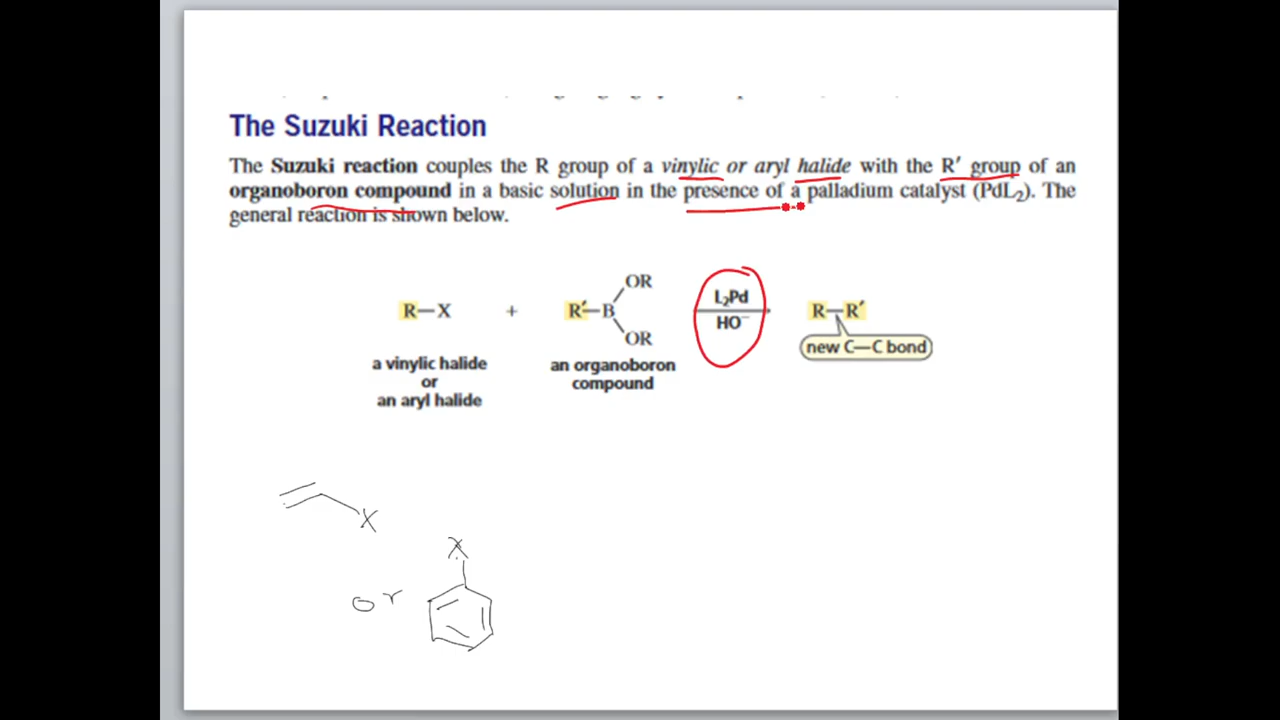 The Suzuki Reaction
The Suzuki reaction couples the R group of a vinylic or aryl halide with the R′ group of an
organoboron compound in a basic solution in the presence of a palladium catalyst (PdL₂). The
general reaction is shown below.
OR
R—X + R′—B L₂Pd R—R′
HO⁻
OR
new C—C bond
a vinylic halide
or
an aryl halide
an organoboron
compound
X
X
or